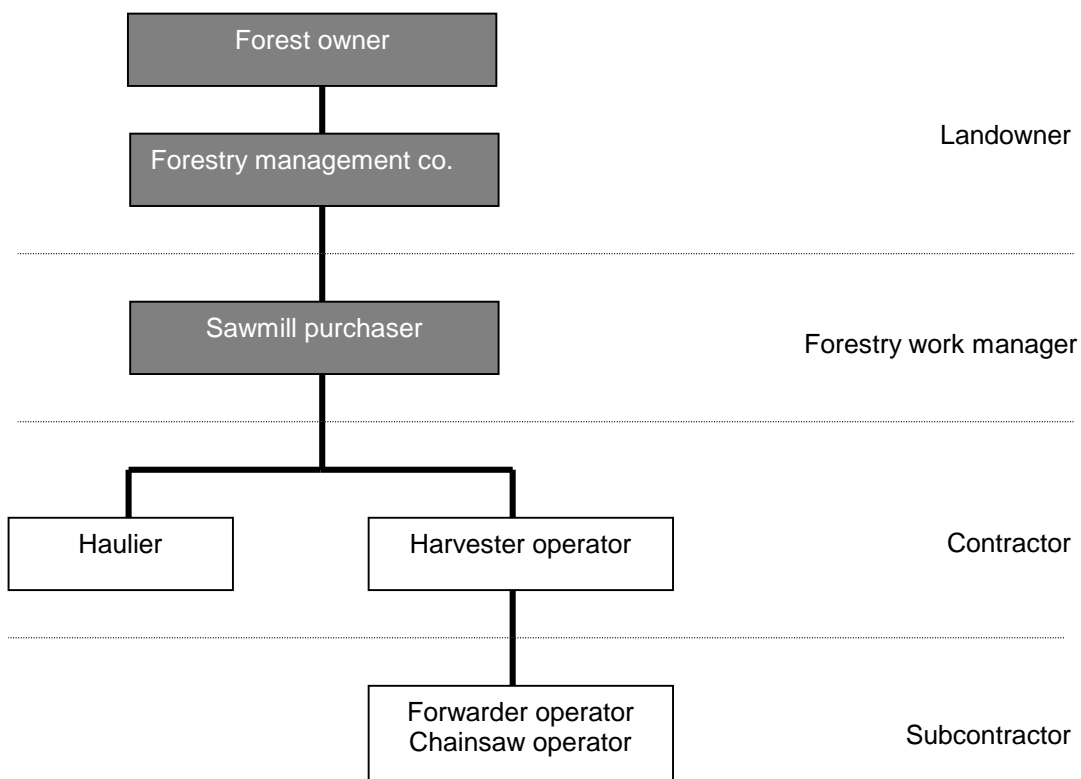 Forest owner
Landowner
Forestry management co.
Sawmill purchaser
Forestry work manager
Haulier
Harvester operator
Contractor
Forwarder operator
Chainsaw operator
Subcontractor